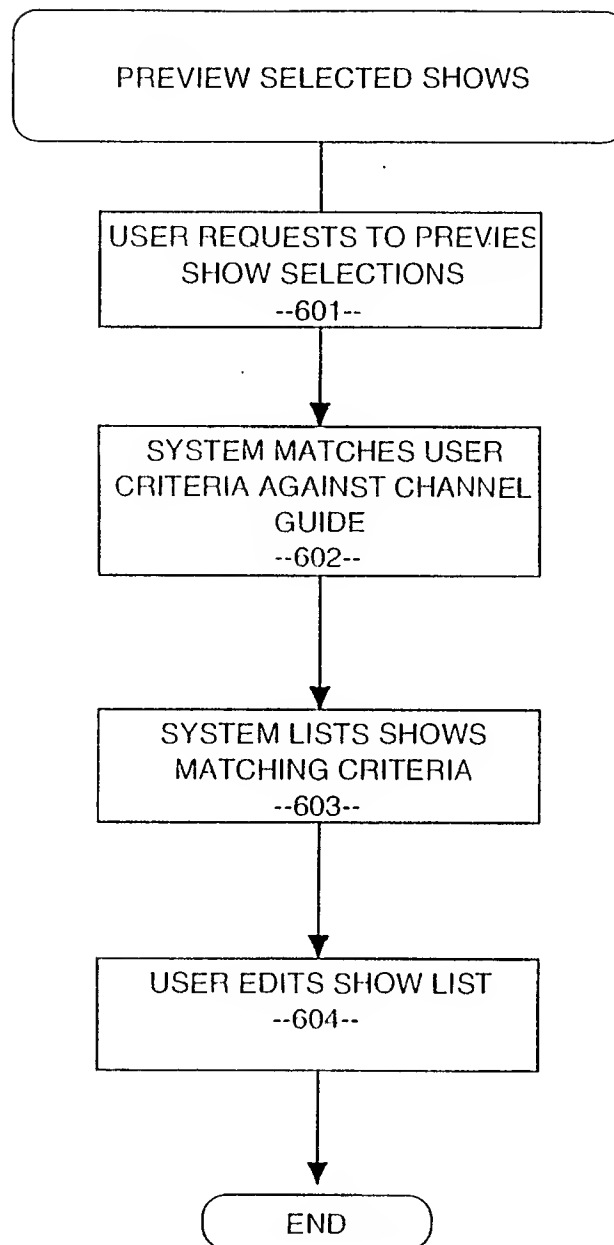 PREVIEW SELECTED SHOWS
USER REQUESTS TO PREVIES
SHOW SELECTIONS
--601--
SYSTEM MATCHES USER
CRITERIA AGAINST CHANNEL
GUIDE
--602--
SYSTEM LISTS SHOWS
MATCHING CRITERIA
--603--
USER EDITS SHOW LIST
--604--
END